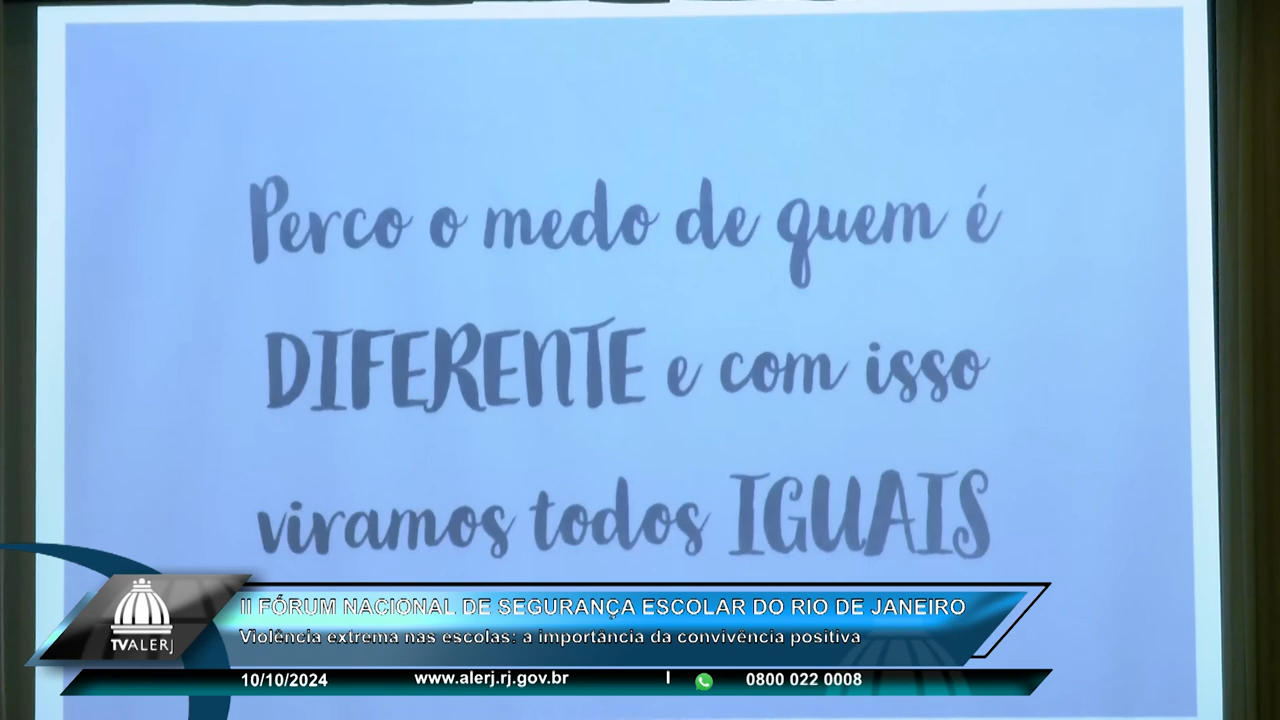 Perco o medo de quem é
DIFERENTE e com isso
viramos todos IGUAIS
II FÓRUM NACIONAL DE SEGURANÇA ESCOLAR DO RIO DE JANEIRO
Violência extrema nas escolas: a importância da convivência positiva
TVALERJ
10/10/2024 www.alerj.rj.gov.br | 0800 022 0008